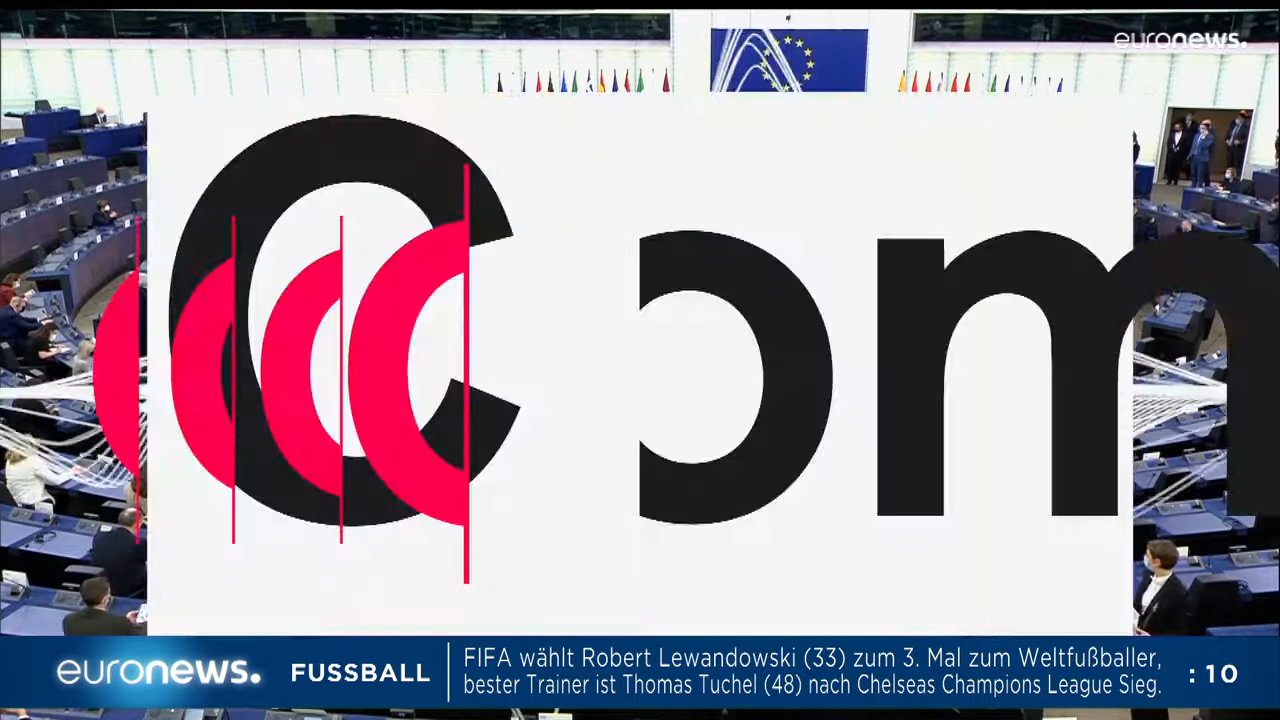 euronews.
Com
euronews.
FUSSBALL
FIFA wählt Robert Lewandowski (33) zum 3. Mal zum Weltfußballer,
bester Trainer ist Thomas Tuchel (48) nach Chelseas Champions League Sieg.
:10